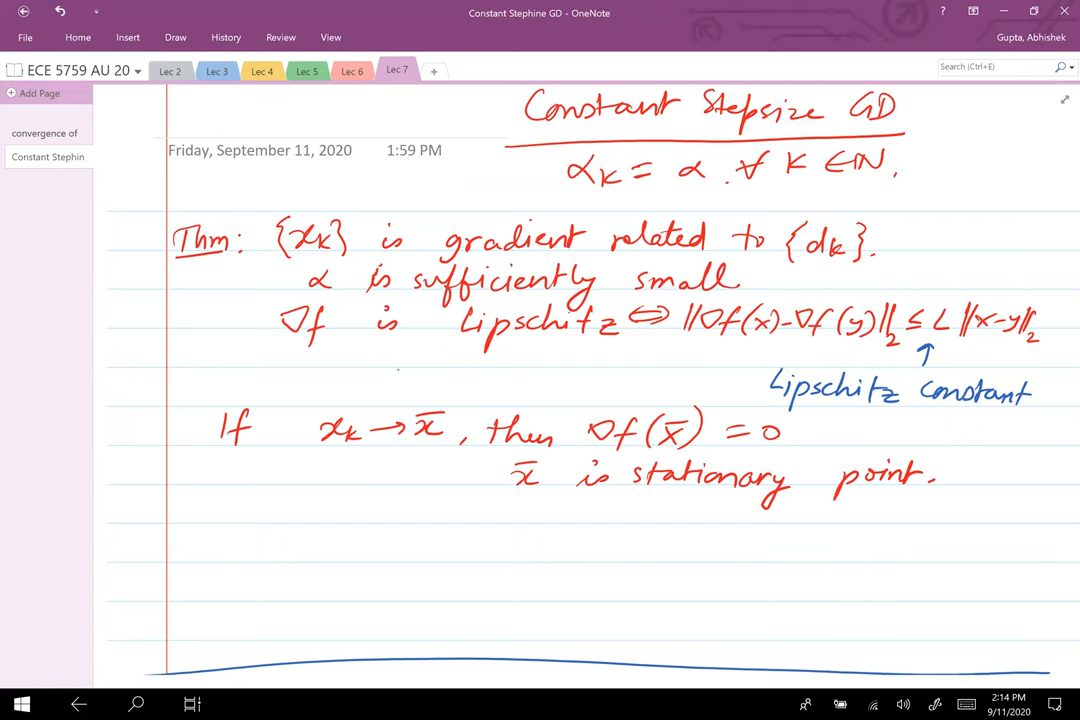 Constant Stephine GD - OneNote
File Home Insert Draw History Review View
Gupta, Abhishek
ECE 5759 AU 20
Lec 2 Lec 3 Lec 4 Lec 5 Lec 6 Lec 7
Search (Ctrl+E)
Add Page
convergence of
Constant Stephin
Constant Stepsize GD
Friday, September 11, 2020 1:59 PM
αₖ = α ∀ K ∈ ℕ.
Thm: {xₖ} is gradient related to {dₖ}.
α is sufficiently small
∇f is Lipschitz ⇔ ||∇f(x)-∇f(y)||₂ ≤ L ||x-y||₂
↑
Lipschitz constant
If xₖ → x̄, then ∇f(x̄) = 0
x̄ is stationary point.
2:14 PM
9/11/2020